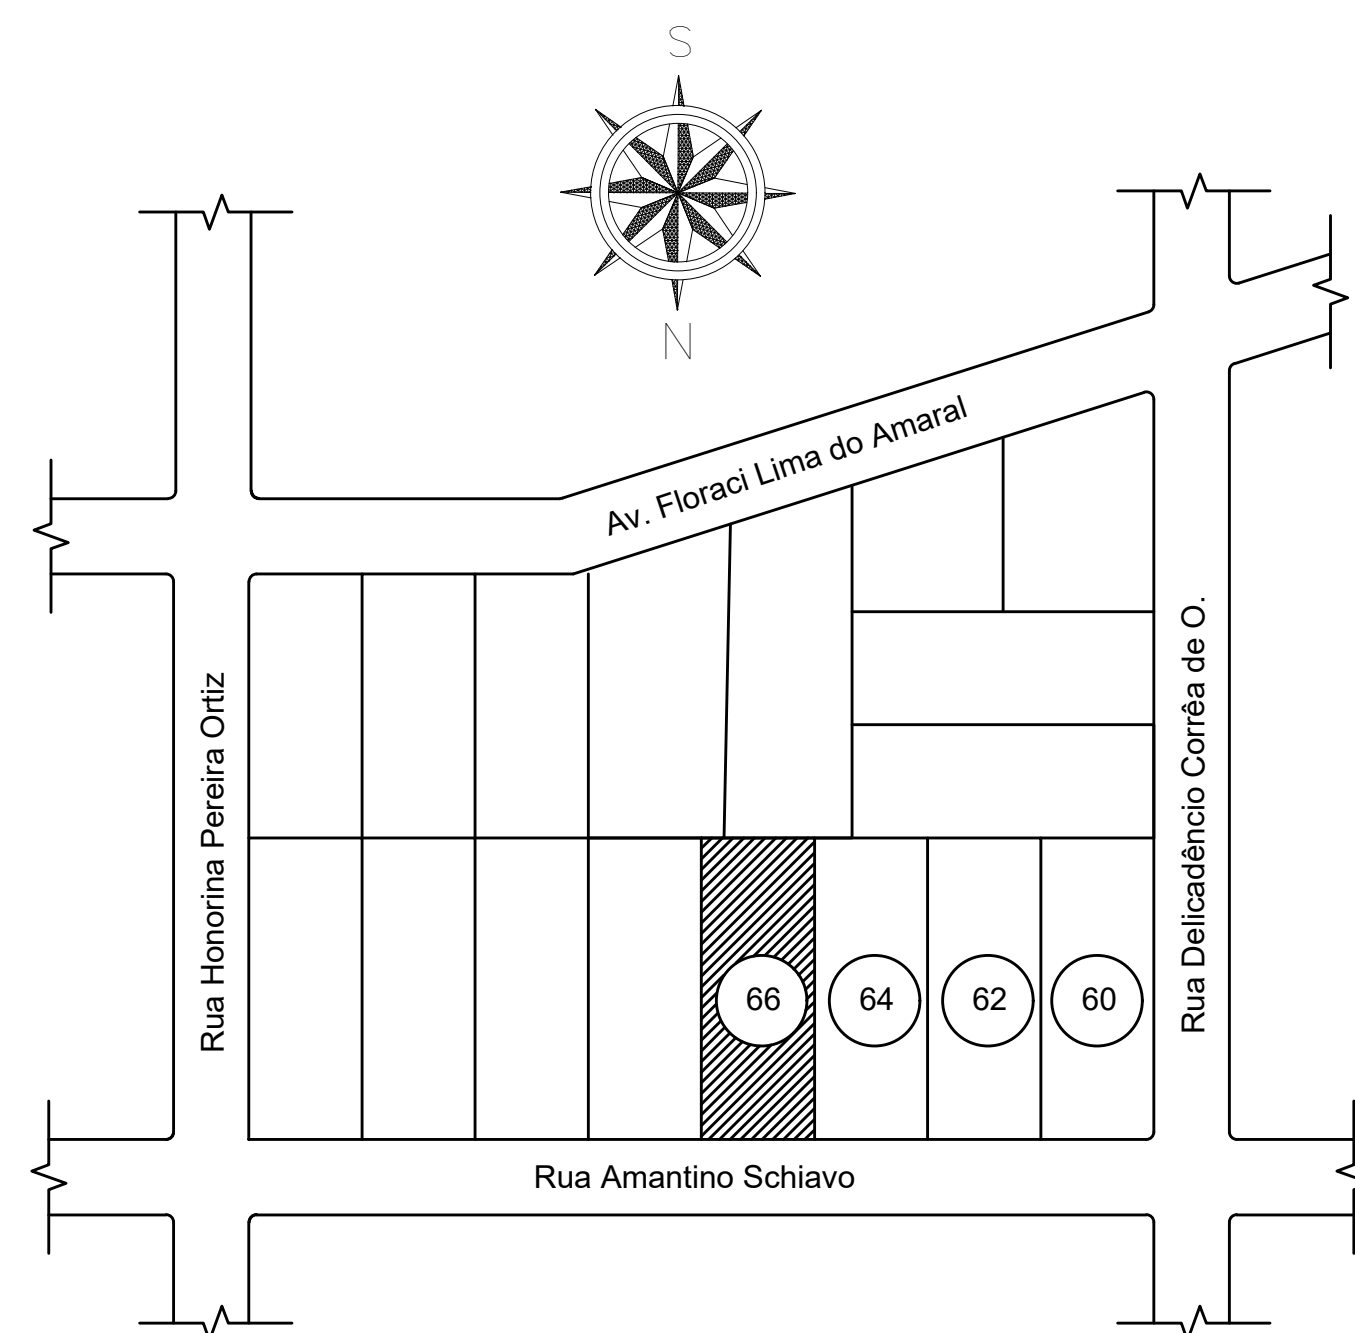 S
N
Av. Floraci Lima do Amaral
Rua Honorina Pereira Ortiz
Rua Delicadêncio Corrêa de O.
66
64
62
60
Rua Amantino Schiavo